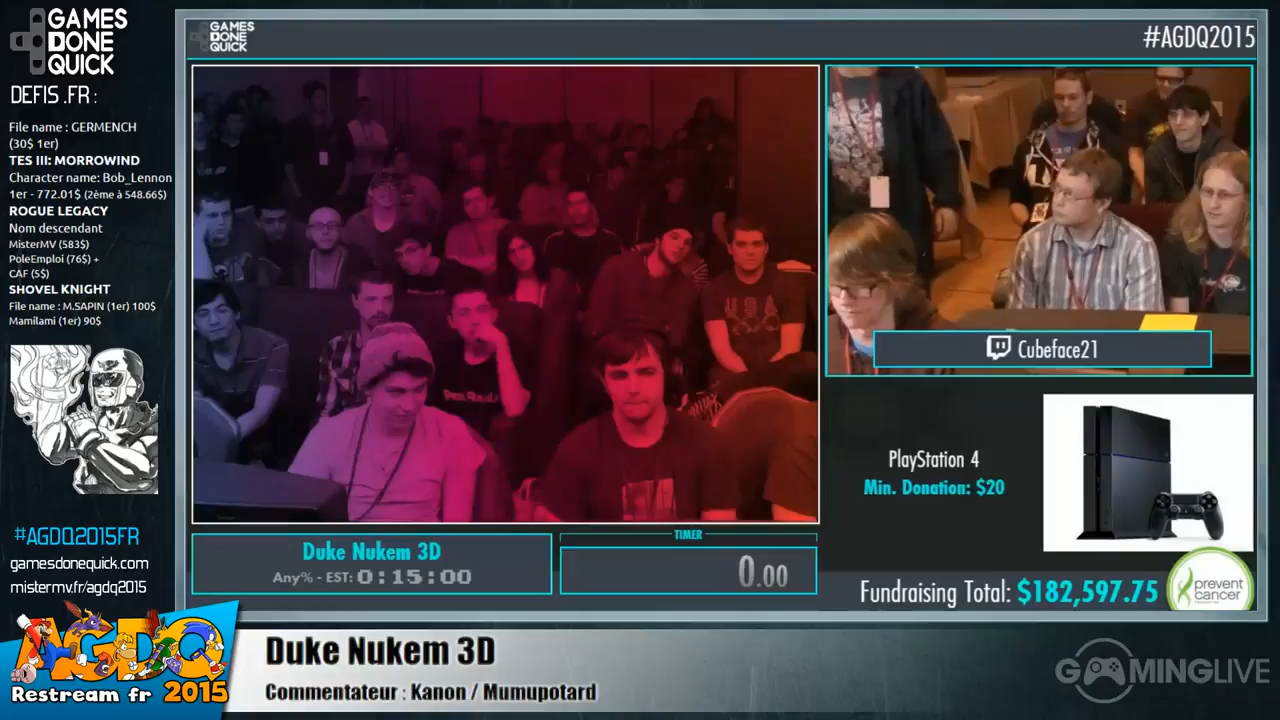 GAMES
DONE
QUICK
DEFIS .FR :
File name : GERMENCH
(30$ 1er)
TES III: MORROWIND
Character name: Bob_Lennon
1er - 772.01$ (2ème à 548.66$)
ROGUE LEGACY
Nom descendant
MisterMV (583$)
PoleEmploi (76$) +
CAF (5$)
SHOVEL KNIGHT
File name : M.SAPIN (1er) 100$
Mamilami (1er) 90$
#AGDQ2015FR
gamesdonequick.com
mistermv.fr/agdq2015
AGDQ
Restream fr 2015
GAMES
DONE
QUICK
#AGDQ2015
USA
Cubeface21
PlayStation 4
Min. Donation: $20
Duke Nukem 3D
Any% - EST: 0:15:00
TIMER
0.00
Fundraising Total: $182,597.75
prevent
cancer
Duke Nukem 3D
Commentateur : Kanon / Mumupotard
GAMINGLIVE